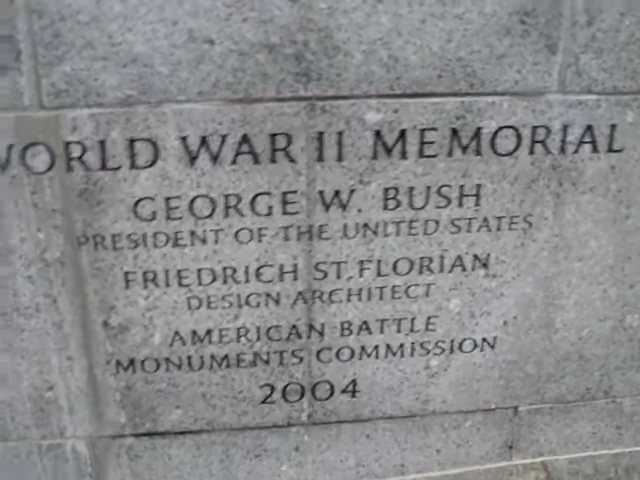 WORLD WAR II MEMORIAL
GEORGE W. BUSH
PRESIDENT OF THE UNITED STATES
FRIEDRICH ST.FLORIAN
DESIGN ARCHITECT
AMERICAN BATTLE
MONUMENTS COMMISSION
2004